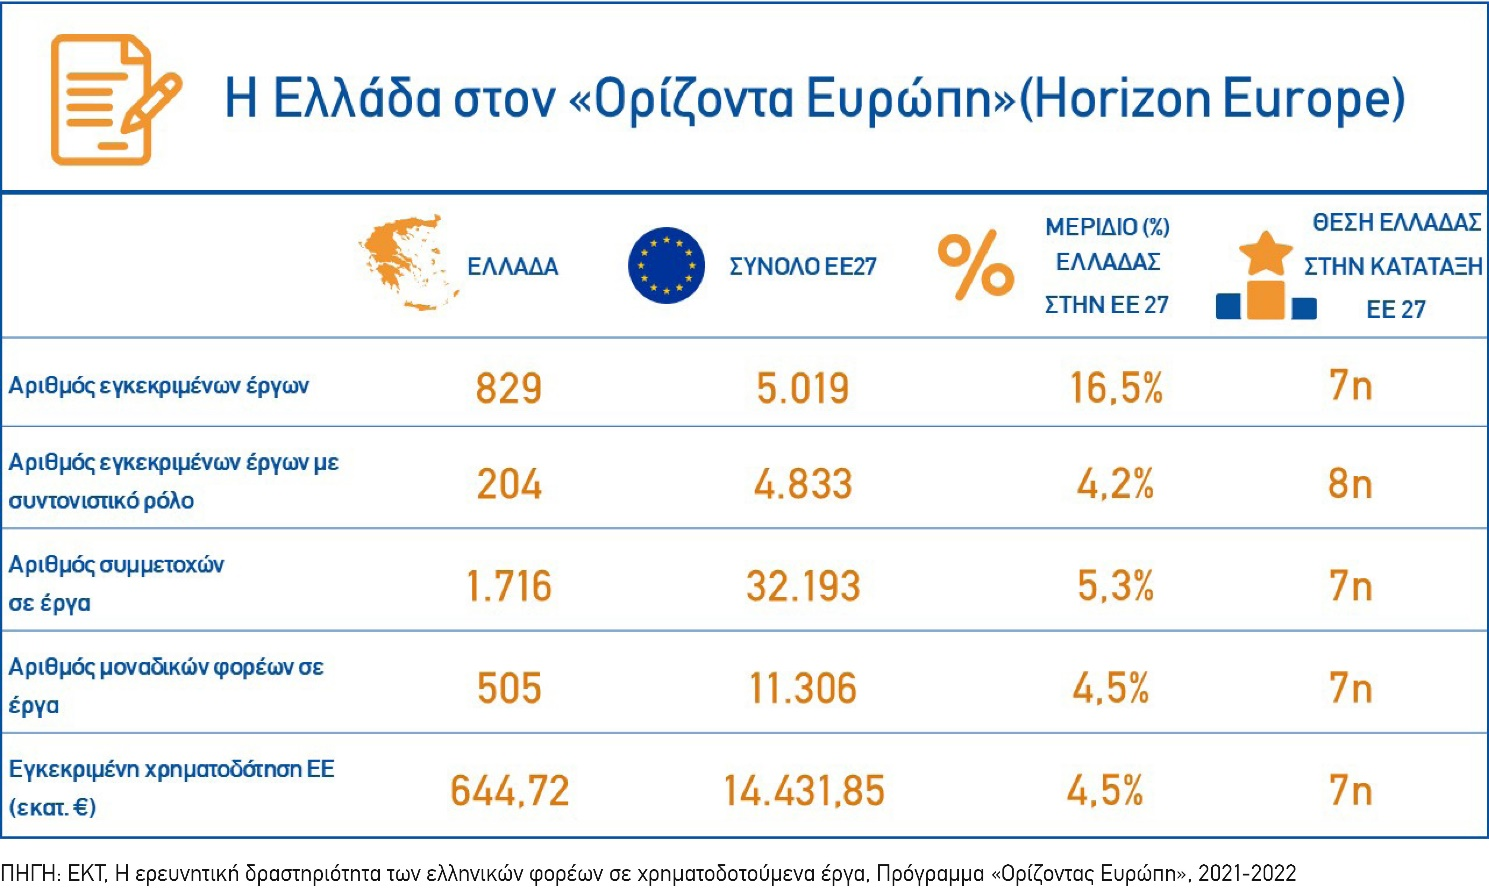 Η Ελλάδα στον «Ορίζοντα Ευρώπη»(Horizon Europe)
ΕΛΛΑΔΑ
ΣΥΝΟΛΟ ΕΕ27
%
ΜΕΡΙΔΙΟ (%)
ΕΛΛΑΔΑΣ
ΣΤΗΝ ΕΕ 27
ΘΕΣΗ ΕΛΛΑΔΑΣ
ΣΤΗΝ ΚΑΤΑΤΑΞΗ
ΕΕ 27
Αριθμός εγκεκριμένων έργων
829
5.019
16,5%
7η
Αριθμός εγκεκριμένων έργων με
συντονιστικό ρόλο
204
4.833
4,2%
8η
Αριθμός συμμετοχών
σε έργα
1.716
32.193
5,3%
7η
Αριθμός μοναδικών φορέων σε
έργα
505
11.306
4,5%
7η
Εγκεκριμένη χρηματοδότηση ΕΕ
(εκατ. €)
644,72
14.431,85
4,5%
7η
ΠΗΓΗ: ΕΚΤ, Η ερευνητική δραστηριότητα των ελληνικών φορέων σε χρηματοδοτούμενα έργα, Πρόγραμμα «Ορίζοντας Ευρώπη», 2021-2022